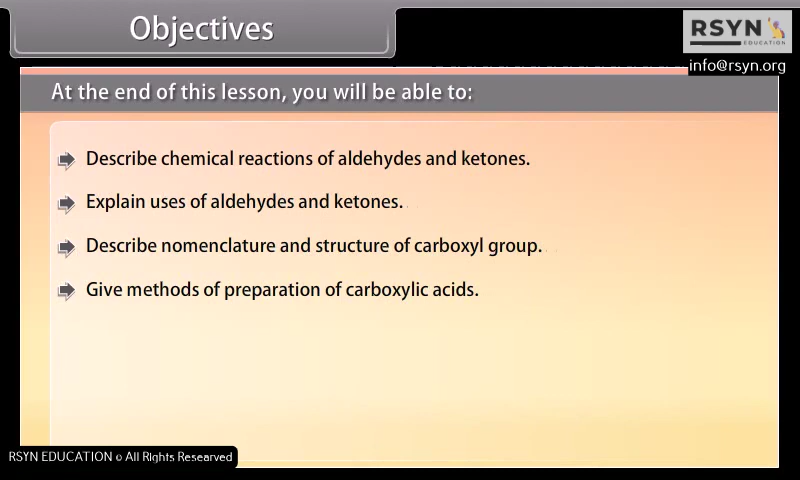 Objectives
RSYN
EDUCATION
info@rsyn.org
At the end of this lesson, you will be able to:
Describe chemical reactions of aldehydes and ketones.
Explain uses of aldehydes and ketones.
Describe nomenclature and structure of carboxyl group.
Give methods of preparation of carboxylic acids.
RSYN EDUCATION © All Rights Researved